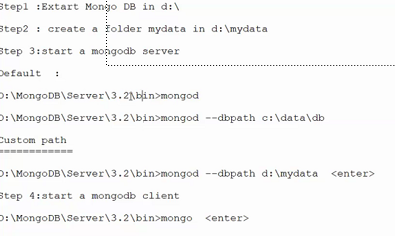 Step1 :Extart Mongo DB in d:\
Step2 : create a folder mydata in d:\mydata
Step 3:start a mongodb server
Default  :
D:\MongoDB\Server\3.2\bin>mongod
D:\MongoDB\Server\3.2\bin>mongod --dbpath c:\data\db
Custom path
============
D:\MongoDB\Server\3.2\bin>mongod --dbpath d:\mydata  <enter>
Step 4:start a mongodb client
D:\MongoDB\Server\3.2\bin>mongo  <enter>